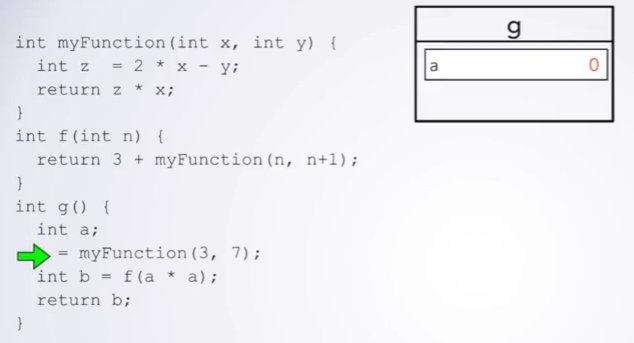 int myFunction(int x, int y) {
int z = 2 * x - y;
return z * x;
}
int f(int n) {
return 3 + myFunction(n, n+1);
}
int g() {
int a;
= myFunction(3, 7);
int b = f(a * a);
return b;
}
g
a 0